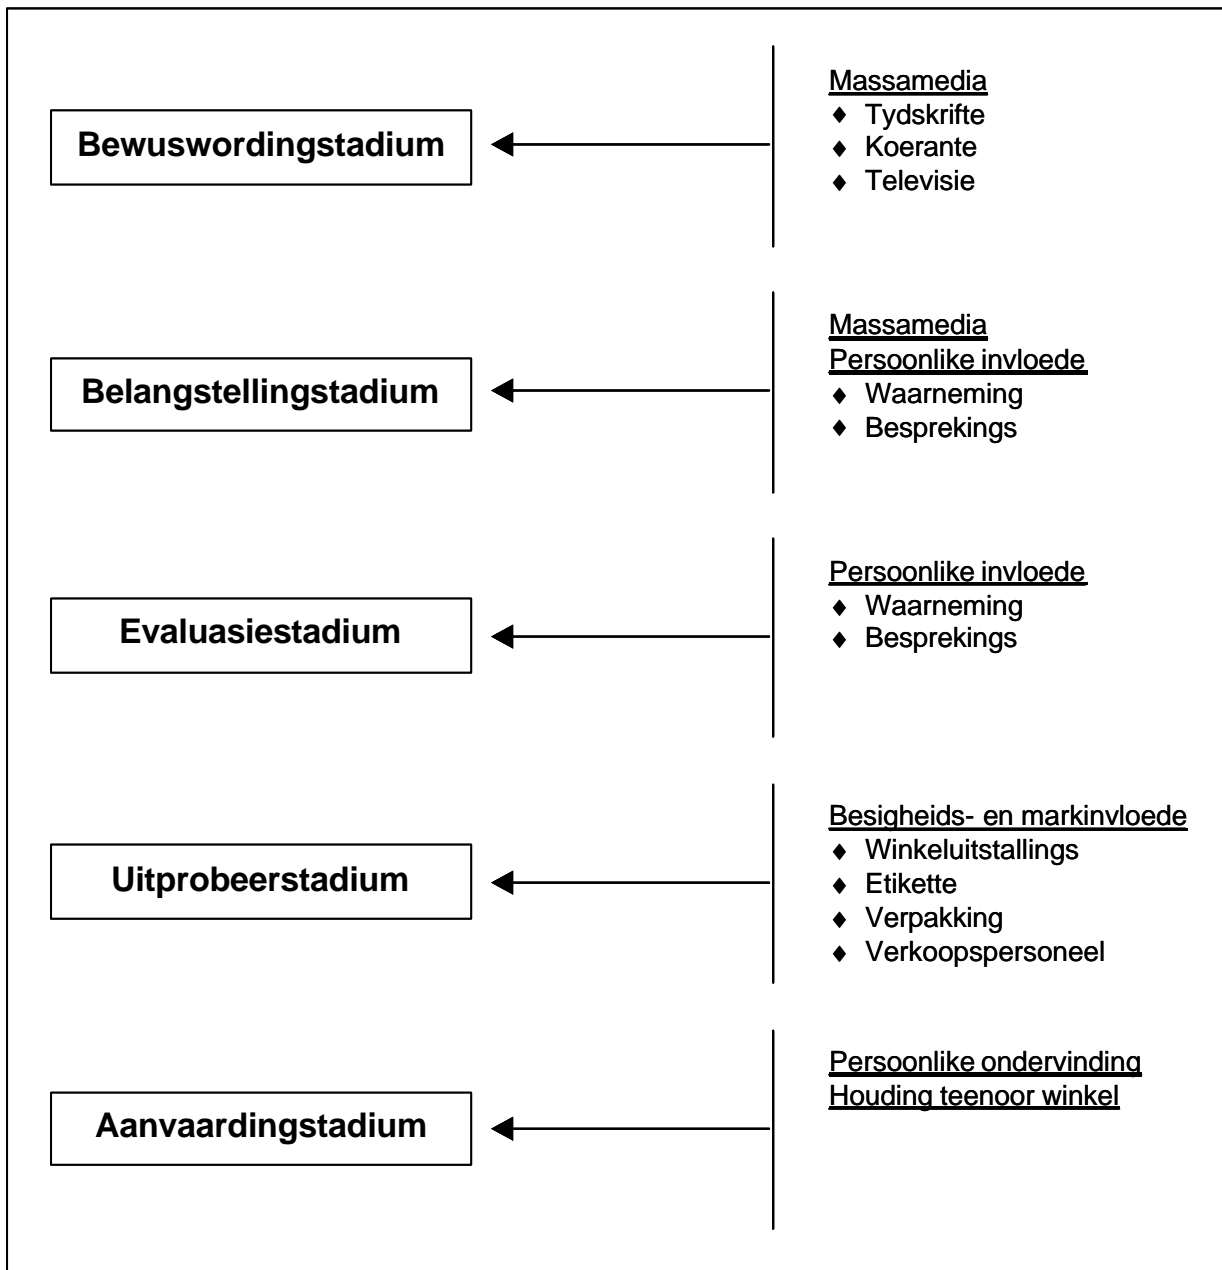 Bewuswordingstadium
Massamedia
♦ Tydskrifte
♦ Koerante
♦ Televisie
Belangstellingstadium
Massamedia
Persoonlike invloede
♦ Waarneming
♦ Besprekings
Evaluasiestadium
Persoonlike invloede
♦ Waarneming
♦ Besprekings
Uitprobeerstadium
Besigheids- en markinvloede
♦ Winkeluitstallings
♦ Etikette
♦ Verpakking
♦ Verkoopspersoneel
Aanvaardingstadium
Persoonlike ondervinding
Houding teenoor winkel